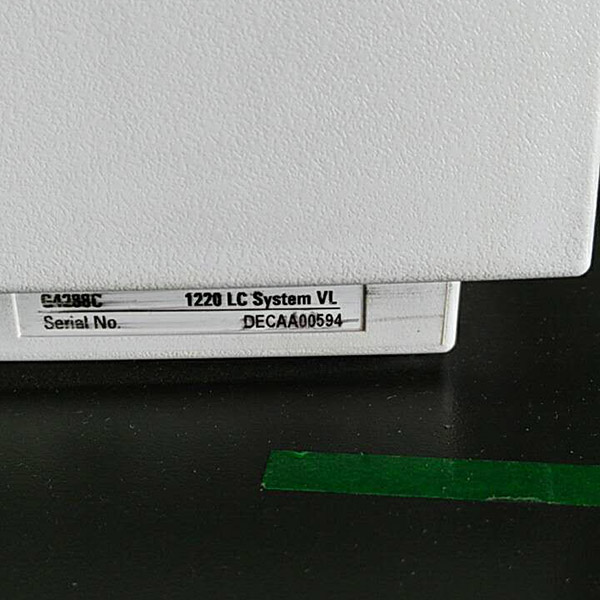 G4288C 1220 LC System VL
Serial No. DECAA00594